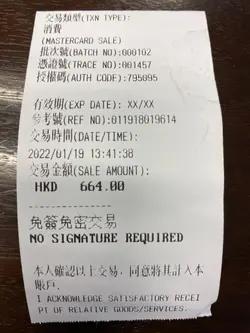 交易類型(TXN TYPE):
消費
(MASTERCARD SALE)
批次號(BATCH NO):000102
憑證號(TRACE NO):001457
授權碼(AUTH CODE):795095
有效期(EXP DATE): XX/XX
參考號(REF NO):011918019614
交易時間(DATE/TIME):
2022/01/19 13:41:38
交易金額(SALE AMOUNT):
HKD 664.00
免簽免密交易
NO SIGNATURE REQUIRED
本人確認以上交易，同意將其計入本
賬戶.
I ACKNOWLEDGE SATISFACTORY RECEI
PT OF RELATIVE GOODS/SERVICES.